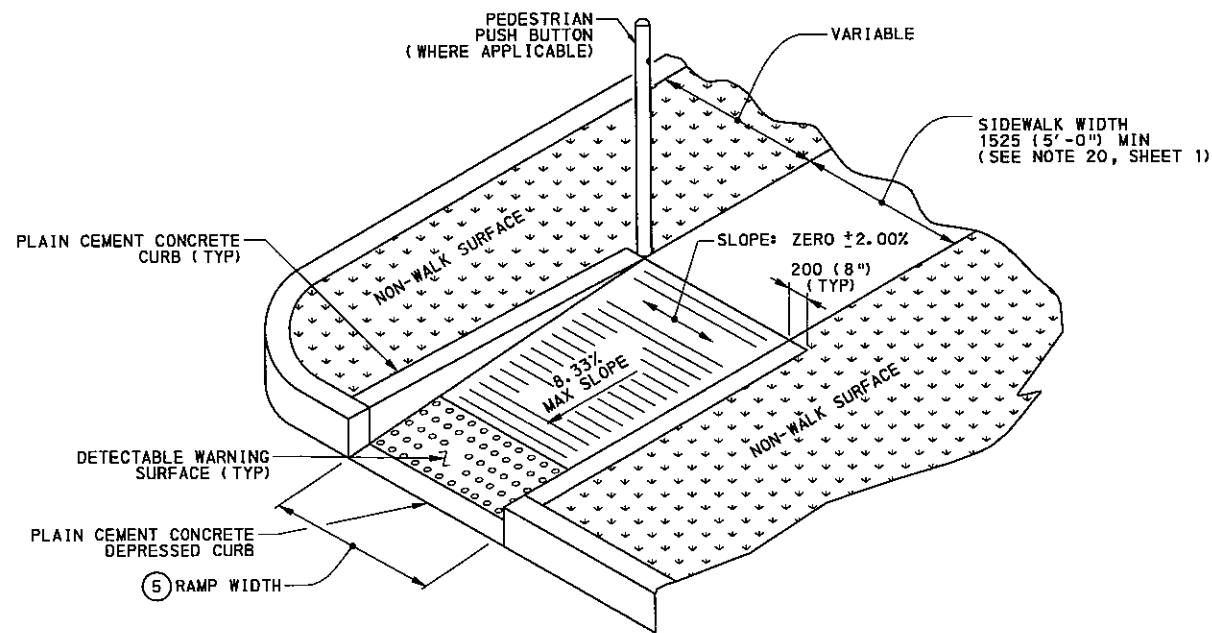 PEDESTRIAN
PUSH BUTTON
(WHERE APPLICABLE)
VARIABLE
SIDEWALK WIDTH
1525 (5'-0") MIN
(SEE NOTE 20, SHEET 1)
PLAIN CEMENT CONCRETE
CURB (TYP)
NON-WALK SURFACE
SLOPE: ZERO ±2.00%
200 (8")
(TYP)
8.33%
MAX SLOPE
NON-WALK SURFACE
DETECTABLE WARNING
SURFACE (TYP)
PLAIN CEMENT CONCRETE
DEPRESSED CURB
5 RAMP WIDTH